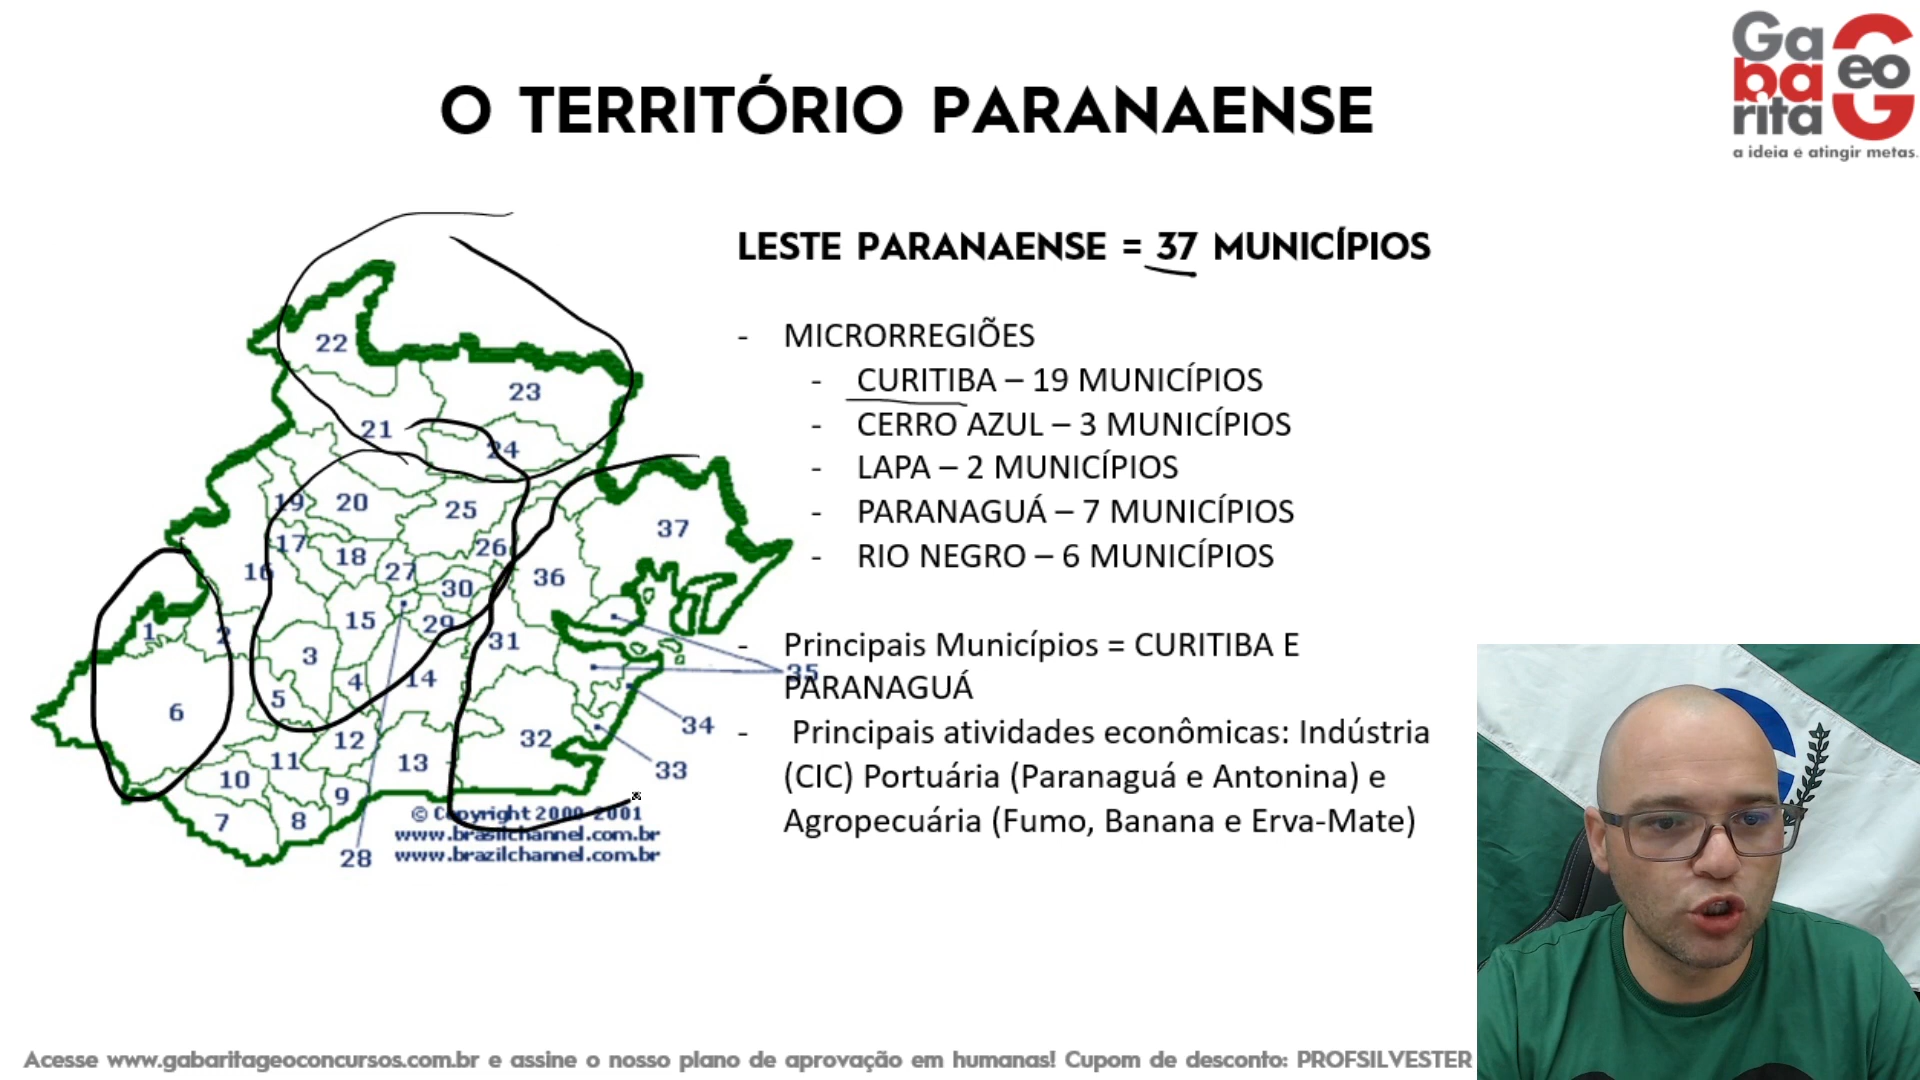 Ga
ba
rita
eo
G
a ideia é atingir metas.
O TERRITÓRIO PARANAENSE
LESTE PARANAENSE = 37 MUNICÍPIOS
- MICRORREGIÕES
- CURITIBA – 19 MUNICÍPIOS
- CERRO AZUL – 3 MUNICÍPIOS
- LAPA – 2 MUNICÍPIOS
- PARANAGUÁ – 7 MUNICÍPIOS
- RIO NEGRO – 6 MUNICÍPIOS
- Principais Municípios = CURITIBA E
PARANAGUÁ
- Principais atividades econômicas: Indústria
(CIC) Portuária (Paranaguá e Antonina) e
Agropecuária (Fumo, Banana e Erva-Mate)
22
23
21
24
19
20
25
37
17
18
26
16
27
36
30
1
2
15
29
3
31
35
4
14
5
6
34
12
32
11
13
33
10
9
7
8
28
© Copyright 2000-2001
www.brasilchannel.com.br
www.brazilchannel.com.br
Acesse www.gabaritageoconcursos.com.br e assine o nosso plano de aprovação em humanas! Cupom de desconto: PROFSILVESTER